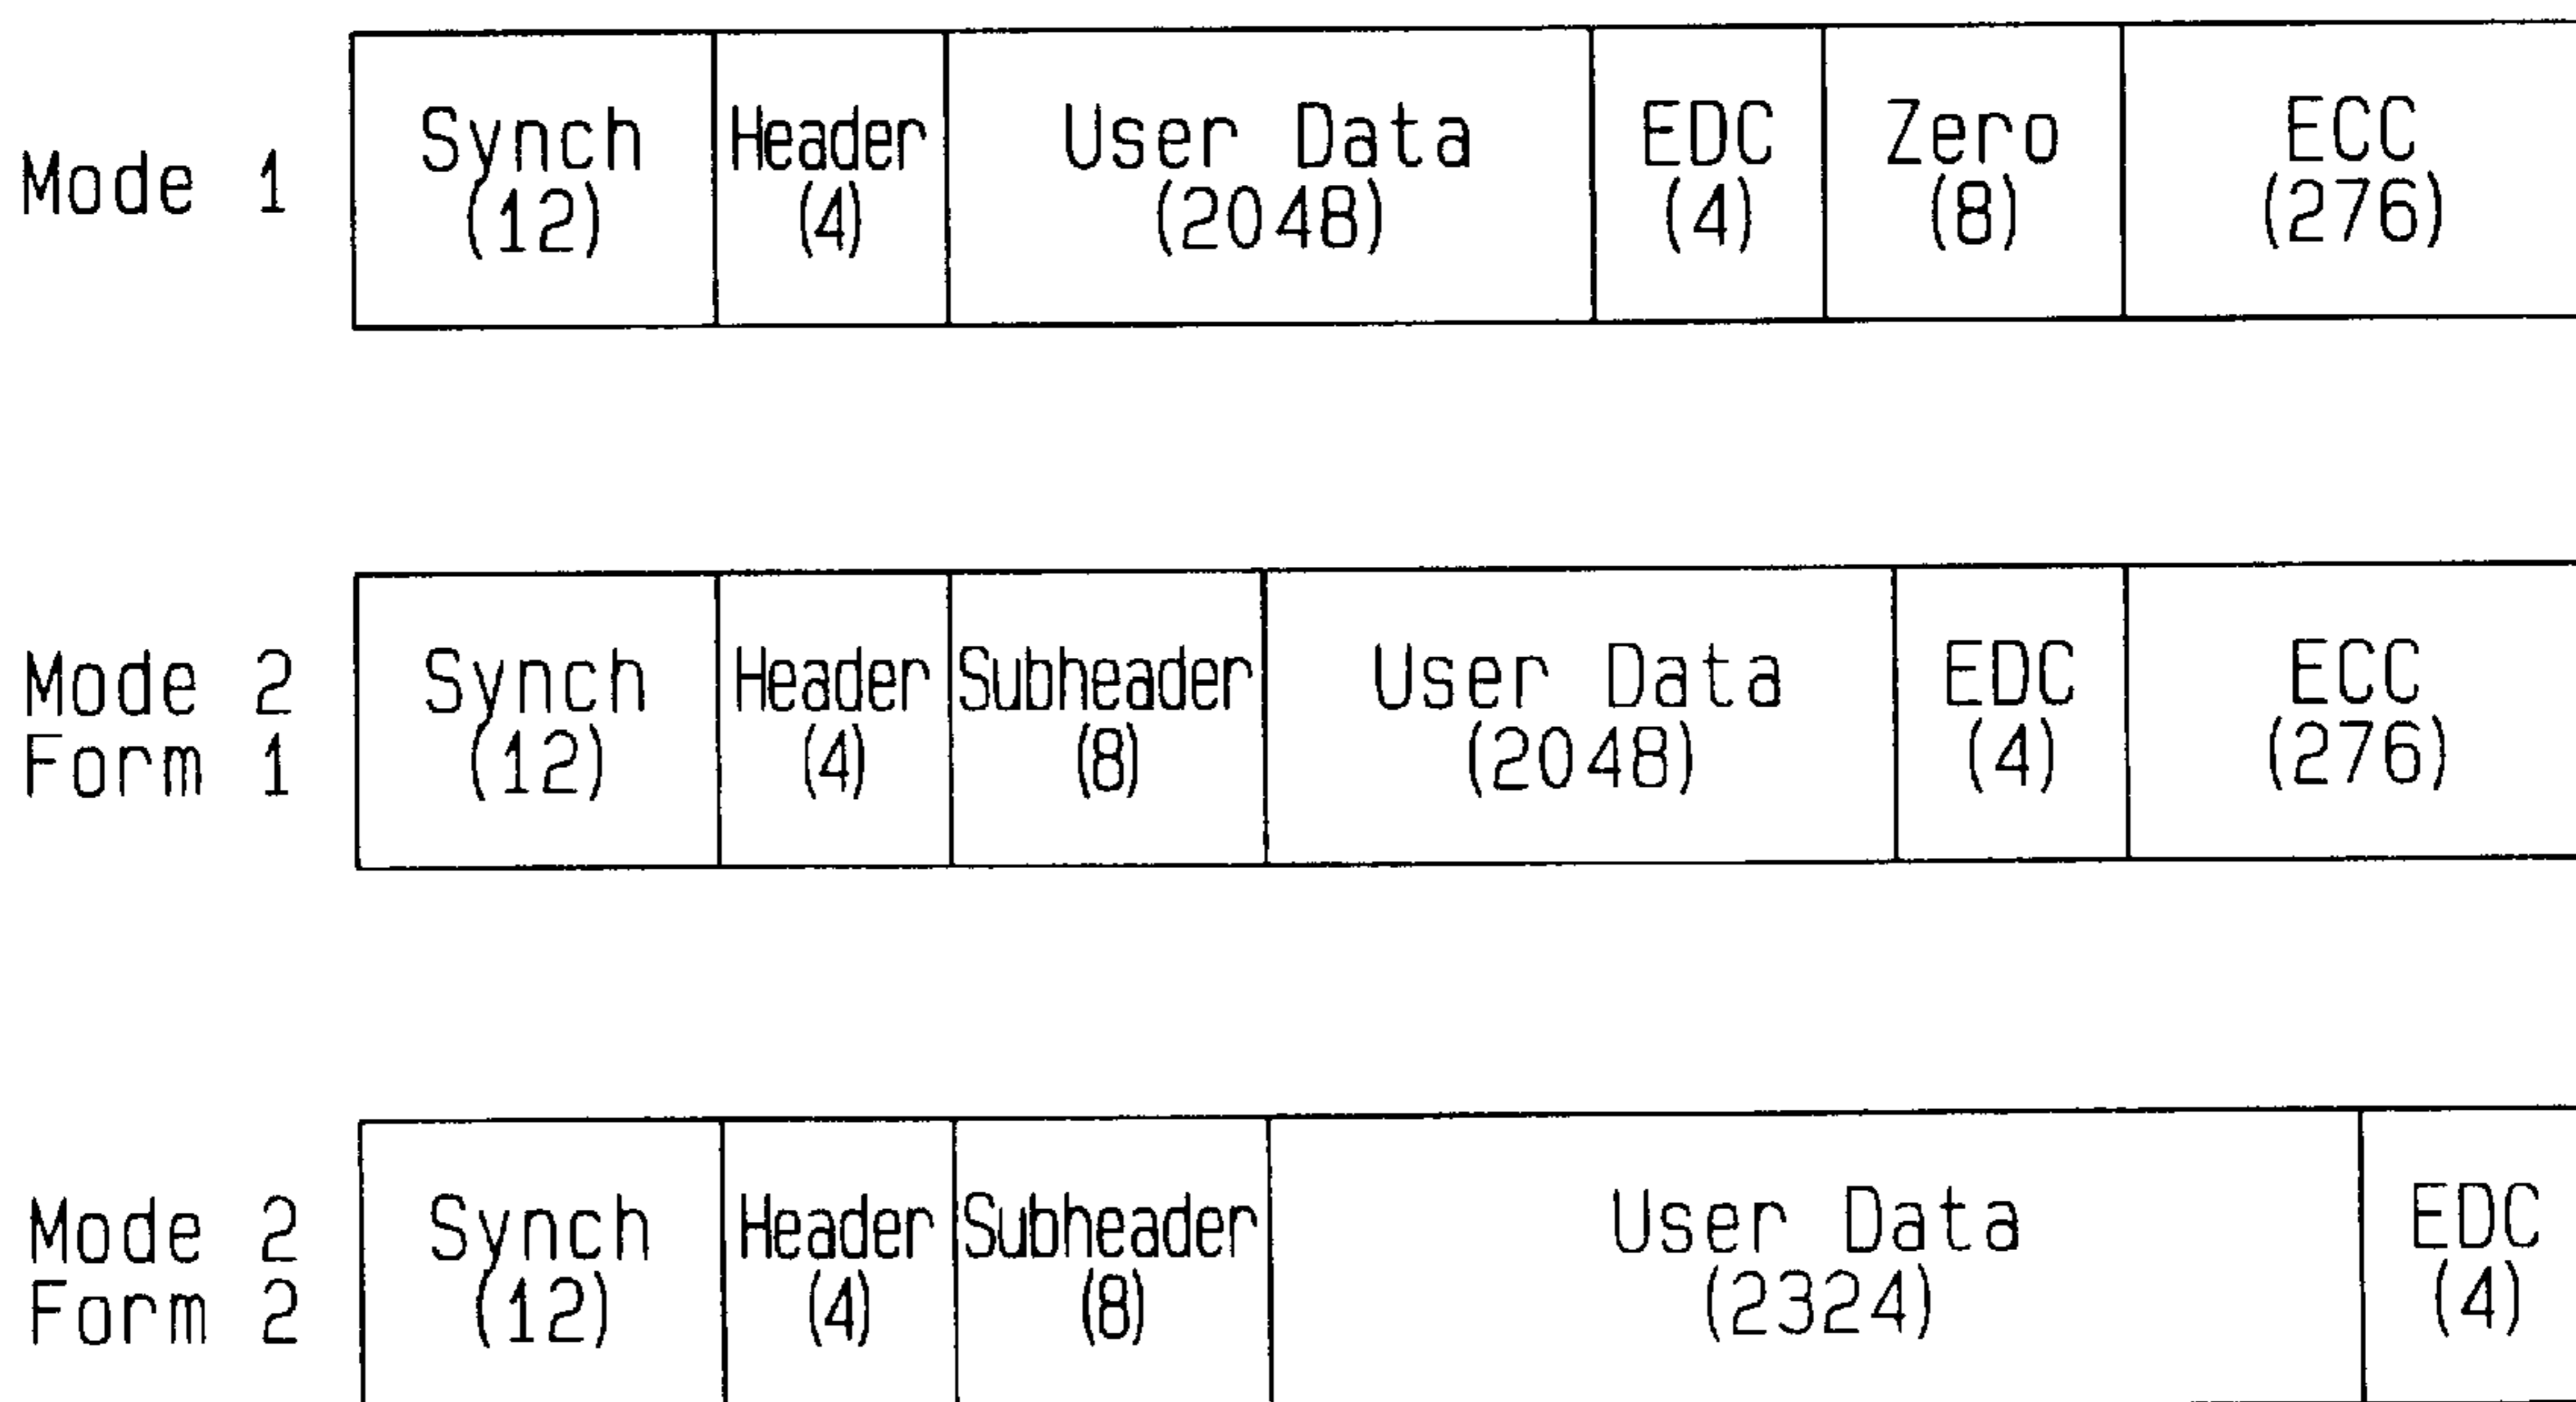 Mode 1
Synch
(12)
Header
(4)
User Data
(2048)
EDC
(4)
Zero
(8)
ECC
(276)
Mode 2
Form 1
Synch
(12)
Header
(4)
Subheader
(8)
User Data
(2048)
EDC
(4)
ECC
(276)
Mode 2
Form 2
Synch
(12)
Header
(4)
Subheader
(8)
User Data
(2324)
EDC
(4)